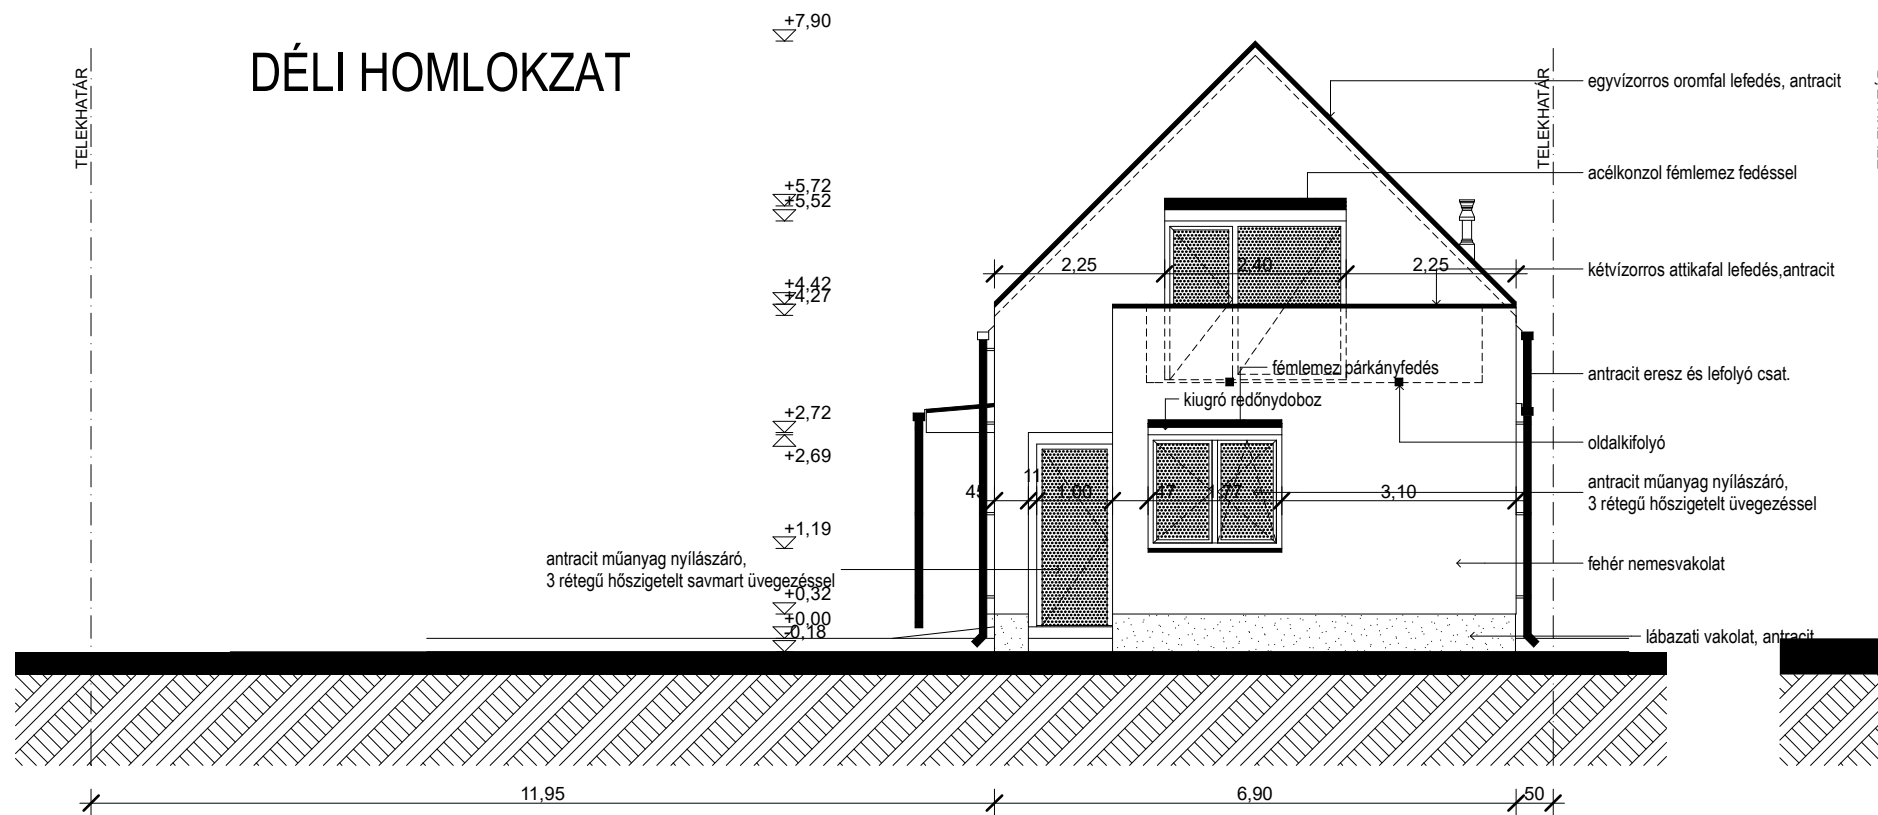 DÉLI HOMLOKZAT
TELEKHATÁR
+7,90
+5,72
+5,52
+4,42
+4,27
+2,72
+2,69
+1,19
+0,32
+0,00
-0,18
TELEKHATÁR
egyvízorros oromfal lefedés, antracit
acélkonzol fémlemez fedéssel
kétvízorros attikafal lefedés,antracit
antracit eresz és lefolyó csat.
oldalkifolyó
antracit műanyag nyílászáró,
3 rétegű hőszigetelt üvegezéssel
fehér nemesvakolat
lábazati vakolat, antracit
2,25
2,40
2,25
fémlemez párkányfedés
kiugró redőnydoboz
45
11
1,00
47
1,77
3,10
antracit műanyag nyílászáró,
3 rétegű hőszigetelt savmart üvegezéssel
11,95
6,90
50